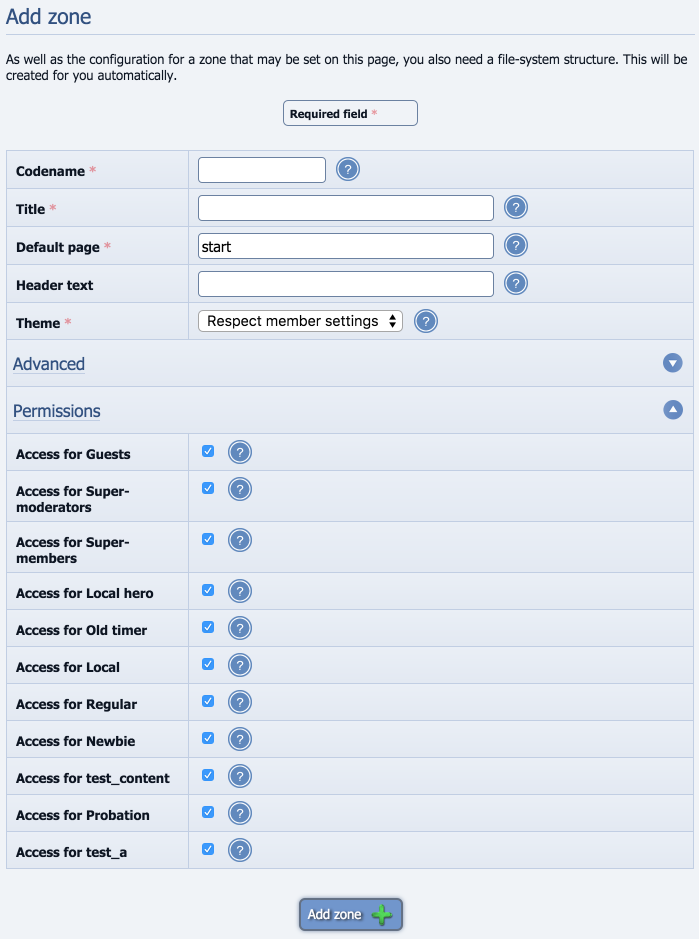 Add zone
As well as the configuration for a zone that may be set on this page, you also need a file-system structure. This will be
created for you automatically.
Required field *
Codename * ?
Title * ?
Default page * start ?
Header text ?
Theme * Respect member settings ?
Advanced
Permissions
Access for Guests ?
Access for Super- ?
moderators
Access for Super- ?
members
Access for Local hero ?
Access for Old timer ?
Access for Local ?
Access for Regular ?
Access for Newbie ?
Access for test_content ?
Access for Probation ?
Access for test_a ?
Add zone